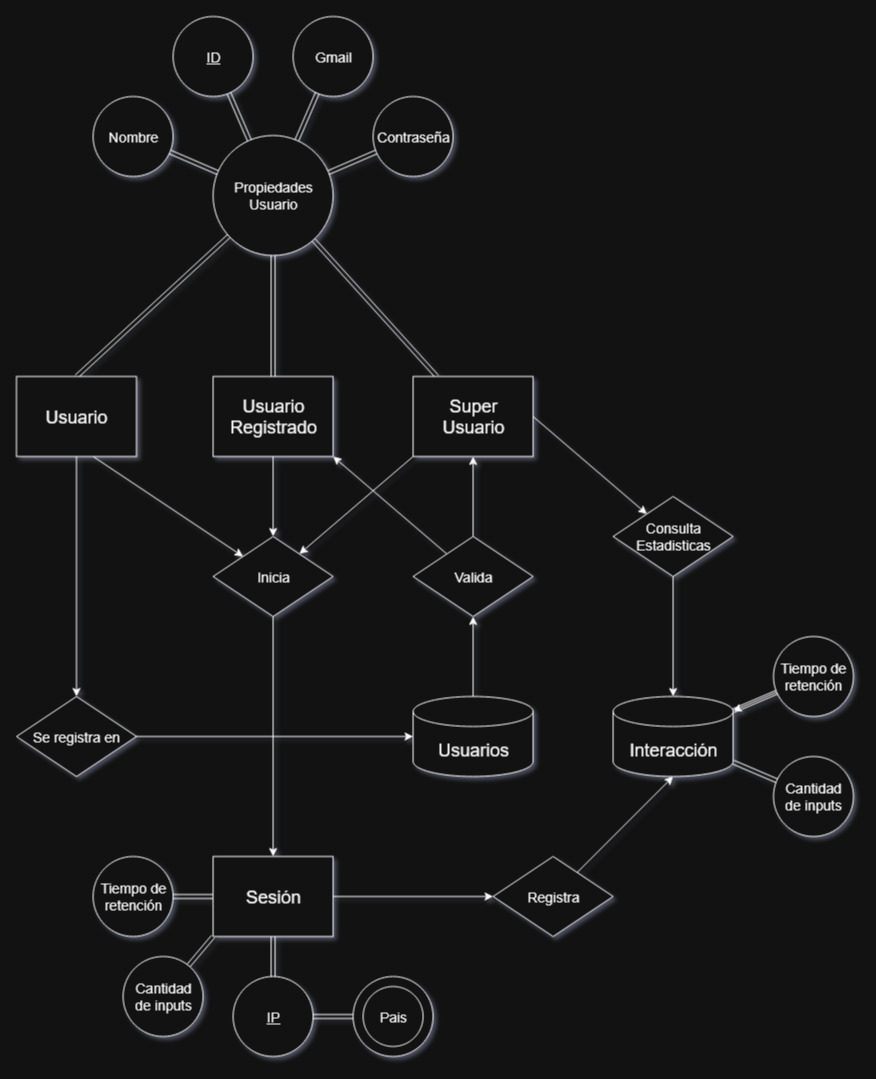 ID
Gmail
Nombre
Contraseña
Propiedades
Usuario
Usuario
Usuario
Registrado
Super
Usuario
Consulta
Estadisticas
Inicia
Valida
Tiempo de
retención
Se registra en
Usuarios
Interacción
Cantidad
de inputs
Tiempo de
retención
Sesión
Registra
Cantidad
de inputs
IP
Pais